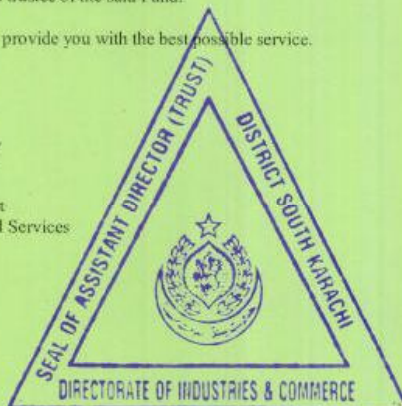 trustee of the said Fund.
provide you with the best possible service.
l Services
SEAL OF ASSISTANT DIRECTOR (TRUST)
DISTRICT SOUTH KARACHI
DIRECTORATE OF INDUSTRIES & COMMERCE